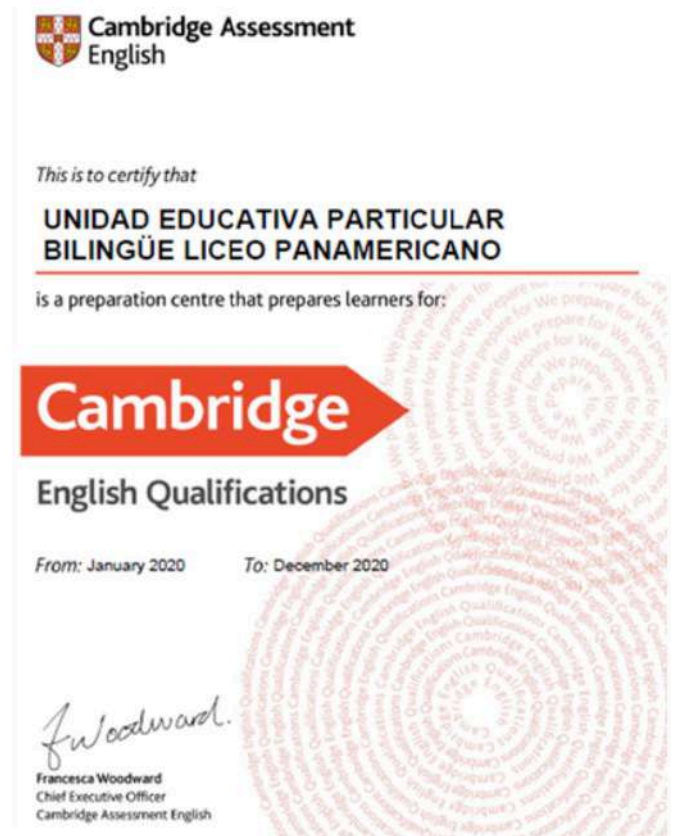 Cambridge Assessment
English
This is to certify that
UNIDAD EDUCATIVA PARTICULAR
BILINGÜE LICEO PANAMERICANO
is a preparation centre that prepares learners for:
Cambridge
English Qualifications
From: January 2020 To: December 2020
Francesca Woodward
Chief Executive Officer
Cambridge Assessment English